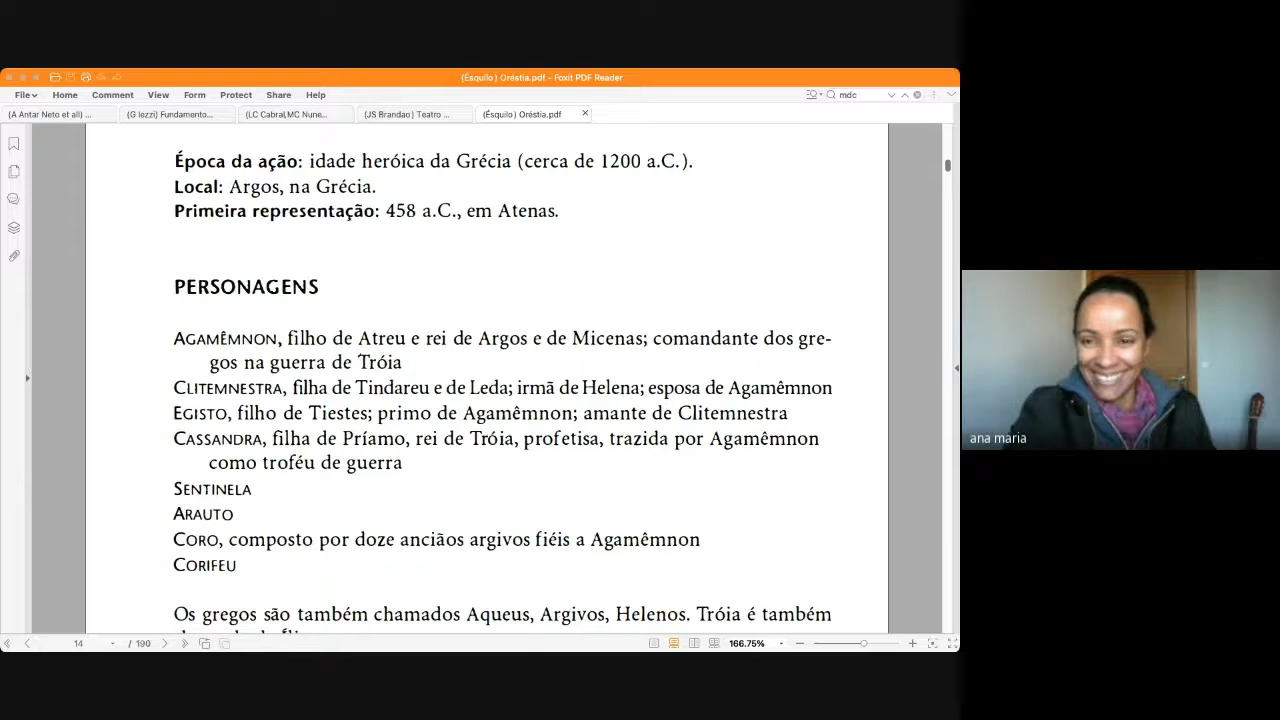 (Ésquilo) Oréstia.pdf - Foxit PDF Reader
File Home Comment View Form Protect Share Help mdc
(A Antar Neto et all) ... (G Iezzi) Fundamento... (LC Cabral,MC Nune... (JS Brandao) Teatro ... (Ésquilo) Oréstia.pdf
Época da ação: idade heróica da Grécia (cerca de 1200 a.C.).
Local: Argos, na Grécia.
Primeira representação: 458 a.C., em Atenas.
PERSONAGENS
AGAMÊMNON, filho de Atreu e rei de Argos e de Micenas; comandante dos gre-
gos na guerra de Tróia
CLITEMNESTRA, filha de Tindareu e de Leda; irmã de Helena; esposa de Agamêmnon
EGISTO, filho de Tiestes; primo de Agamêmnon; amante de Clitemnestra
CASSANDRA, filha de Príamo, rei de Tróia, profetisa, trazida por Agamêmnon
como troféu de guerra
SENTINELA
ARAUTO
CORO, composto por doze anciãos argivos fiéis a Agamêmnon
CORIFEU
Os gregos são também chamados Aqueus, Argivos, Helenos. Tróia é também
14 / 190 166.75%
ana maria